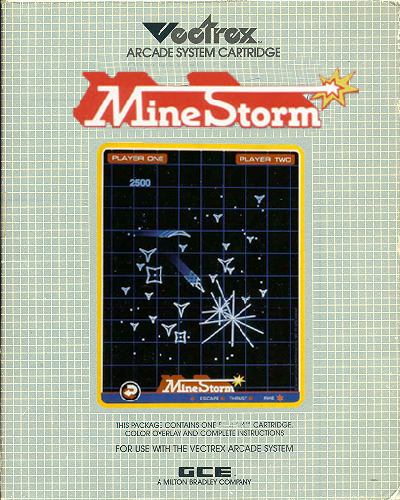 Vectrex
ARCADE SYSTEM CARTRIDGE
MineStorm
PLAYER ONE PLAYER TWO
2500
MineStorm
ESCAPE THRUST FIRE
THIS PACKAGE CONTAINS ONE CARTRIDGE,
COLOR OVERLAY AND COMPLETE INSTRUCTIONS
FOR USE WITH THE VECTREX ARCADE SYSTEM
GCE
A MILTON BRADLEY COMPANY